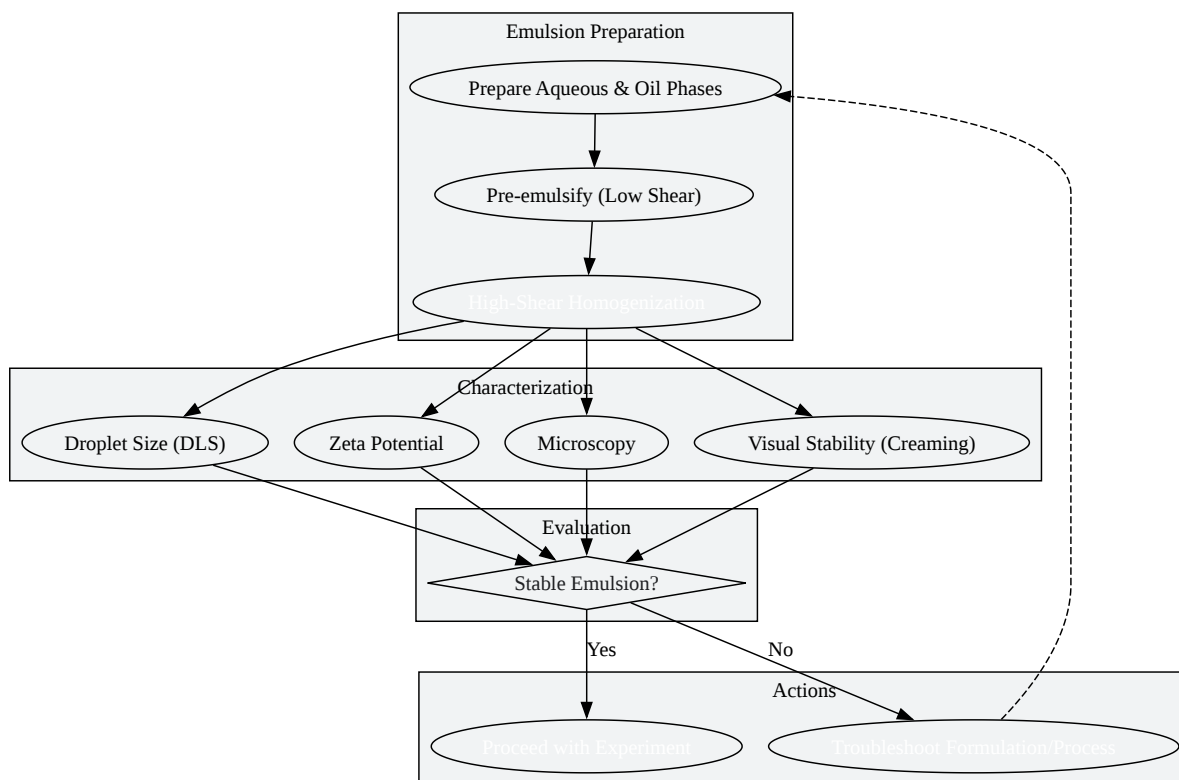 Emulsion Preparation
Prepare Aqueous & Oil Phases
Pre-emulsify (Low Shear)
High-Shear Homogenization
Characterization
Droplet Size (DLS)
Zeta Potential
Microscopy
Visual Stability (Creaming)
Evaluation
Stable Emulsion?
Yes
No
Actions
Proceed with Experiment
Troubleshoot Formulation/Process